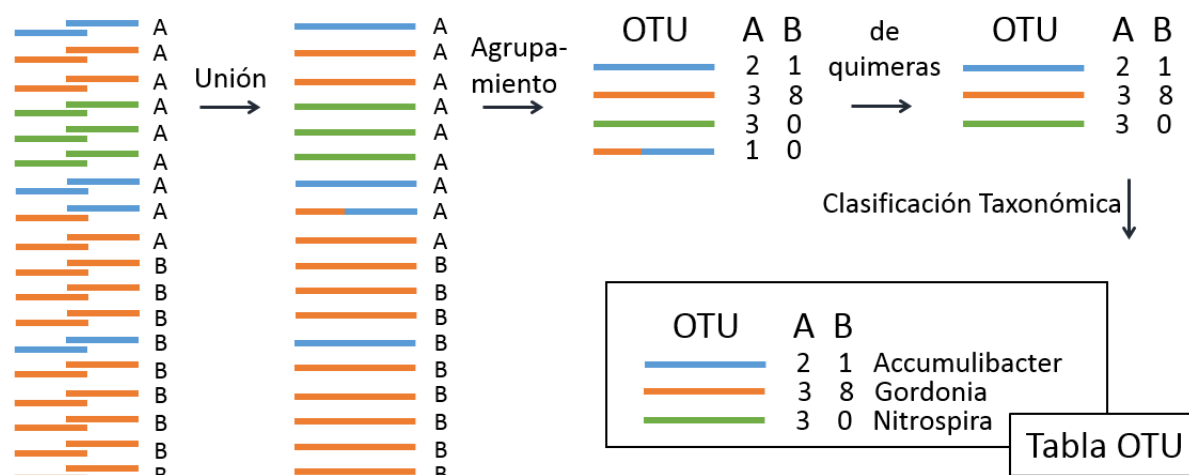 A
A
A
A
A
A
A
A
A
B
B
B
B
B
B
B
B
B
Unión
A
A
A
A
A
A
A
A
A
B
B
B
B
B
B
B
B
B
Agrupa-
miento
OTU A B
2 1
3 8
3 0
1 0
de
quimeras
OTU A B
2 1
3 8
3 0
Clasificación Taxonómica
OTU A B
2 1 Accumulibacter
3 8 Gordonia
3 0 Nitrospira
Tabla OTU